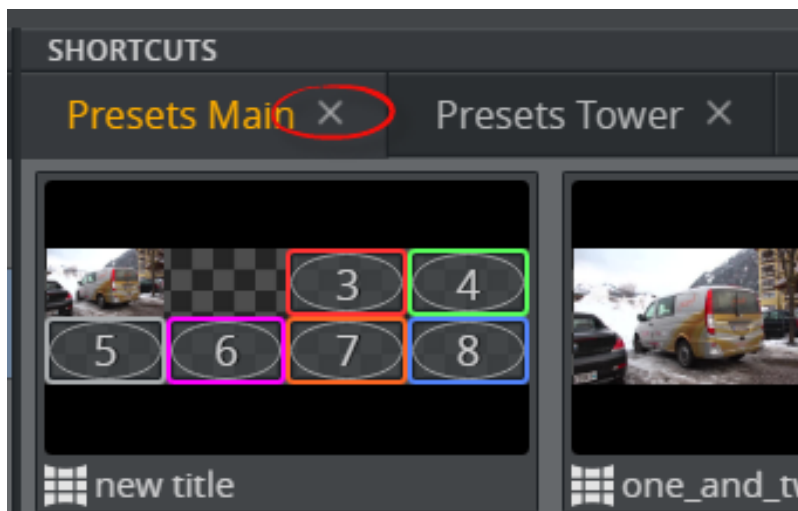 SHORTCUTS
Presets Main × Presets Tower ×
3 4
5 6 7 8
new title
one_and_tw